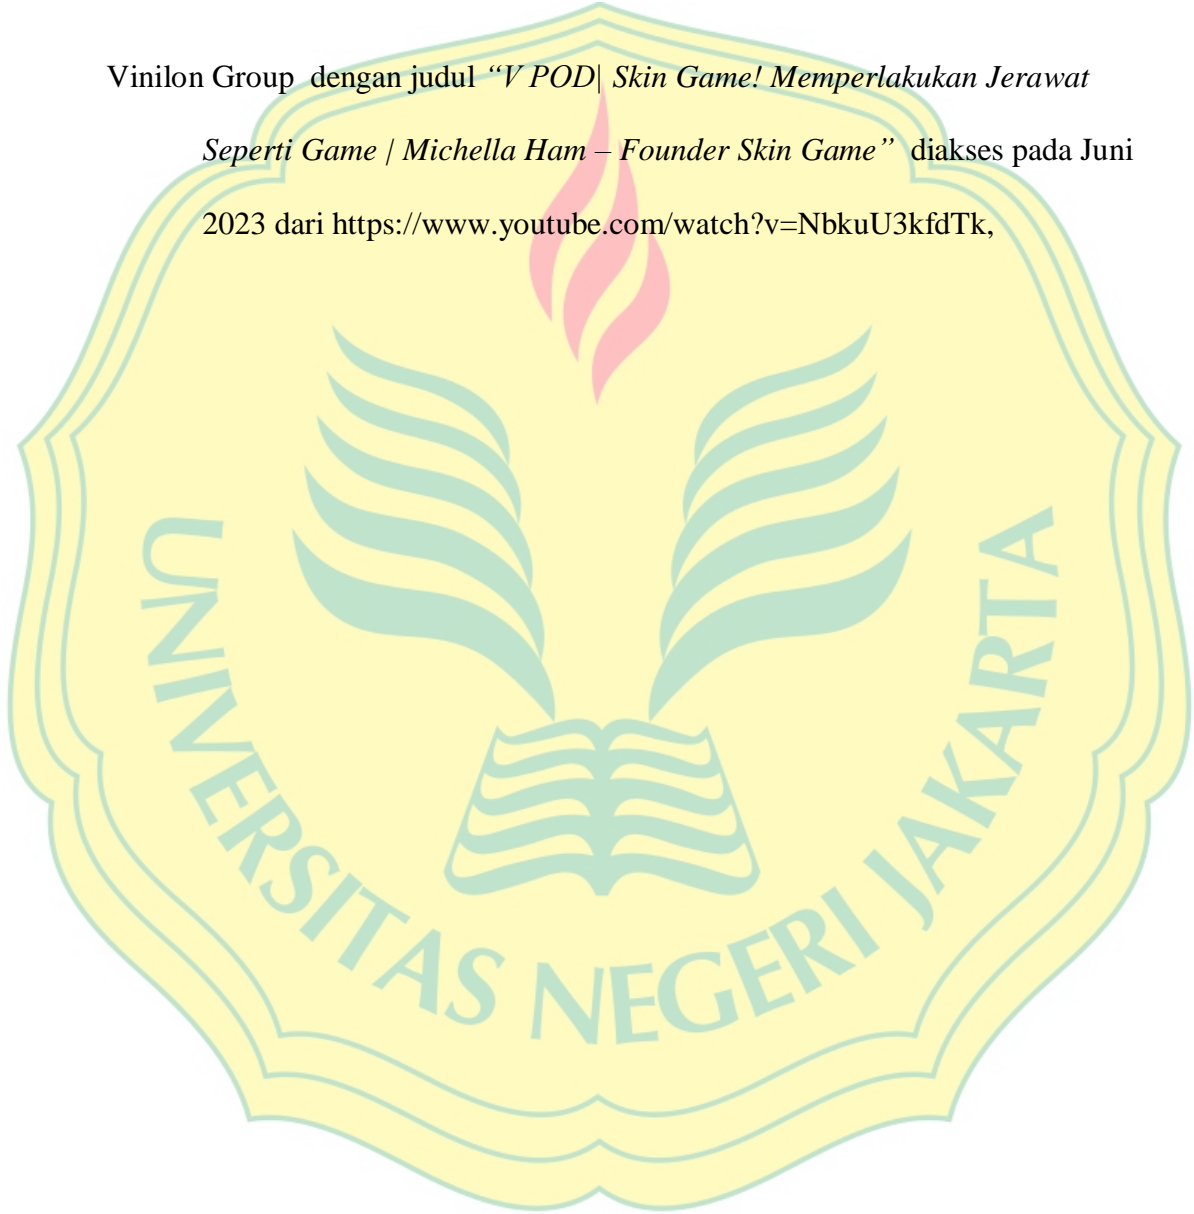 Vinilon Group  dengan judul “V POD| Skin Game! Memperlakukan Jerawat
Seperti Game | Michella Ham – Founder Skin Game”  diakses pada Juni
2023 dari https://www.youtube.com/watch?v=NbkuU3kfdTk,
UNIVERSITAS NEGERI JAKARTA